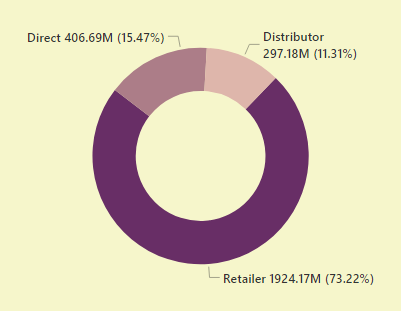 Direct 406.69M (15.47%)
Distributor
297.18M (11.31%)
Retailer 1924.17M (73.22%)